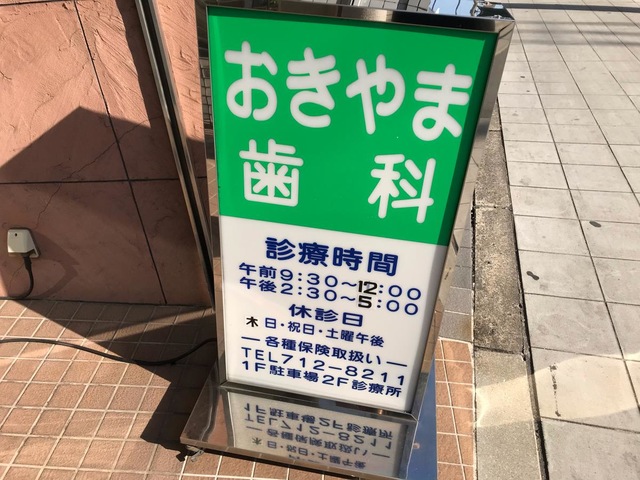 おきやま
歯科
診療時間
午前9:30～12:00
午後2:30～5:00
休診日
木日・祝日・土曜午後
―各種保険取扱い―
TEL712-8211
1F駐車場2F診療所